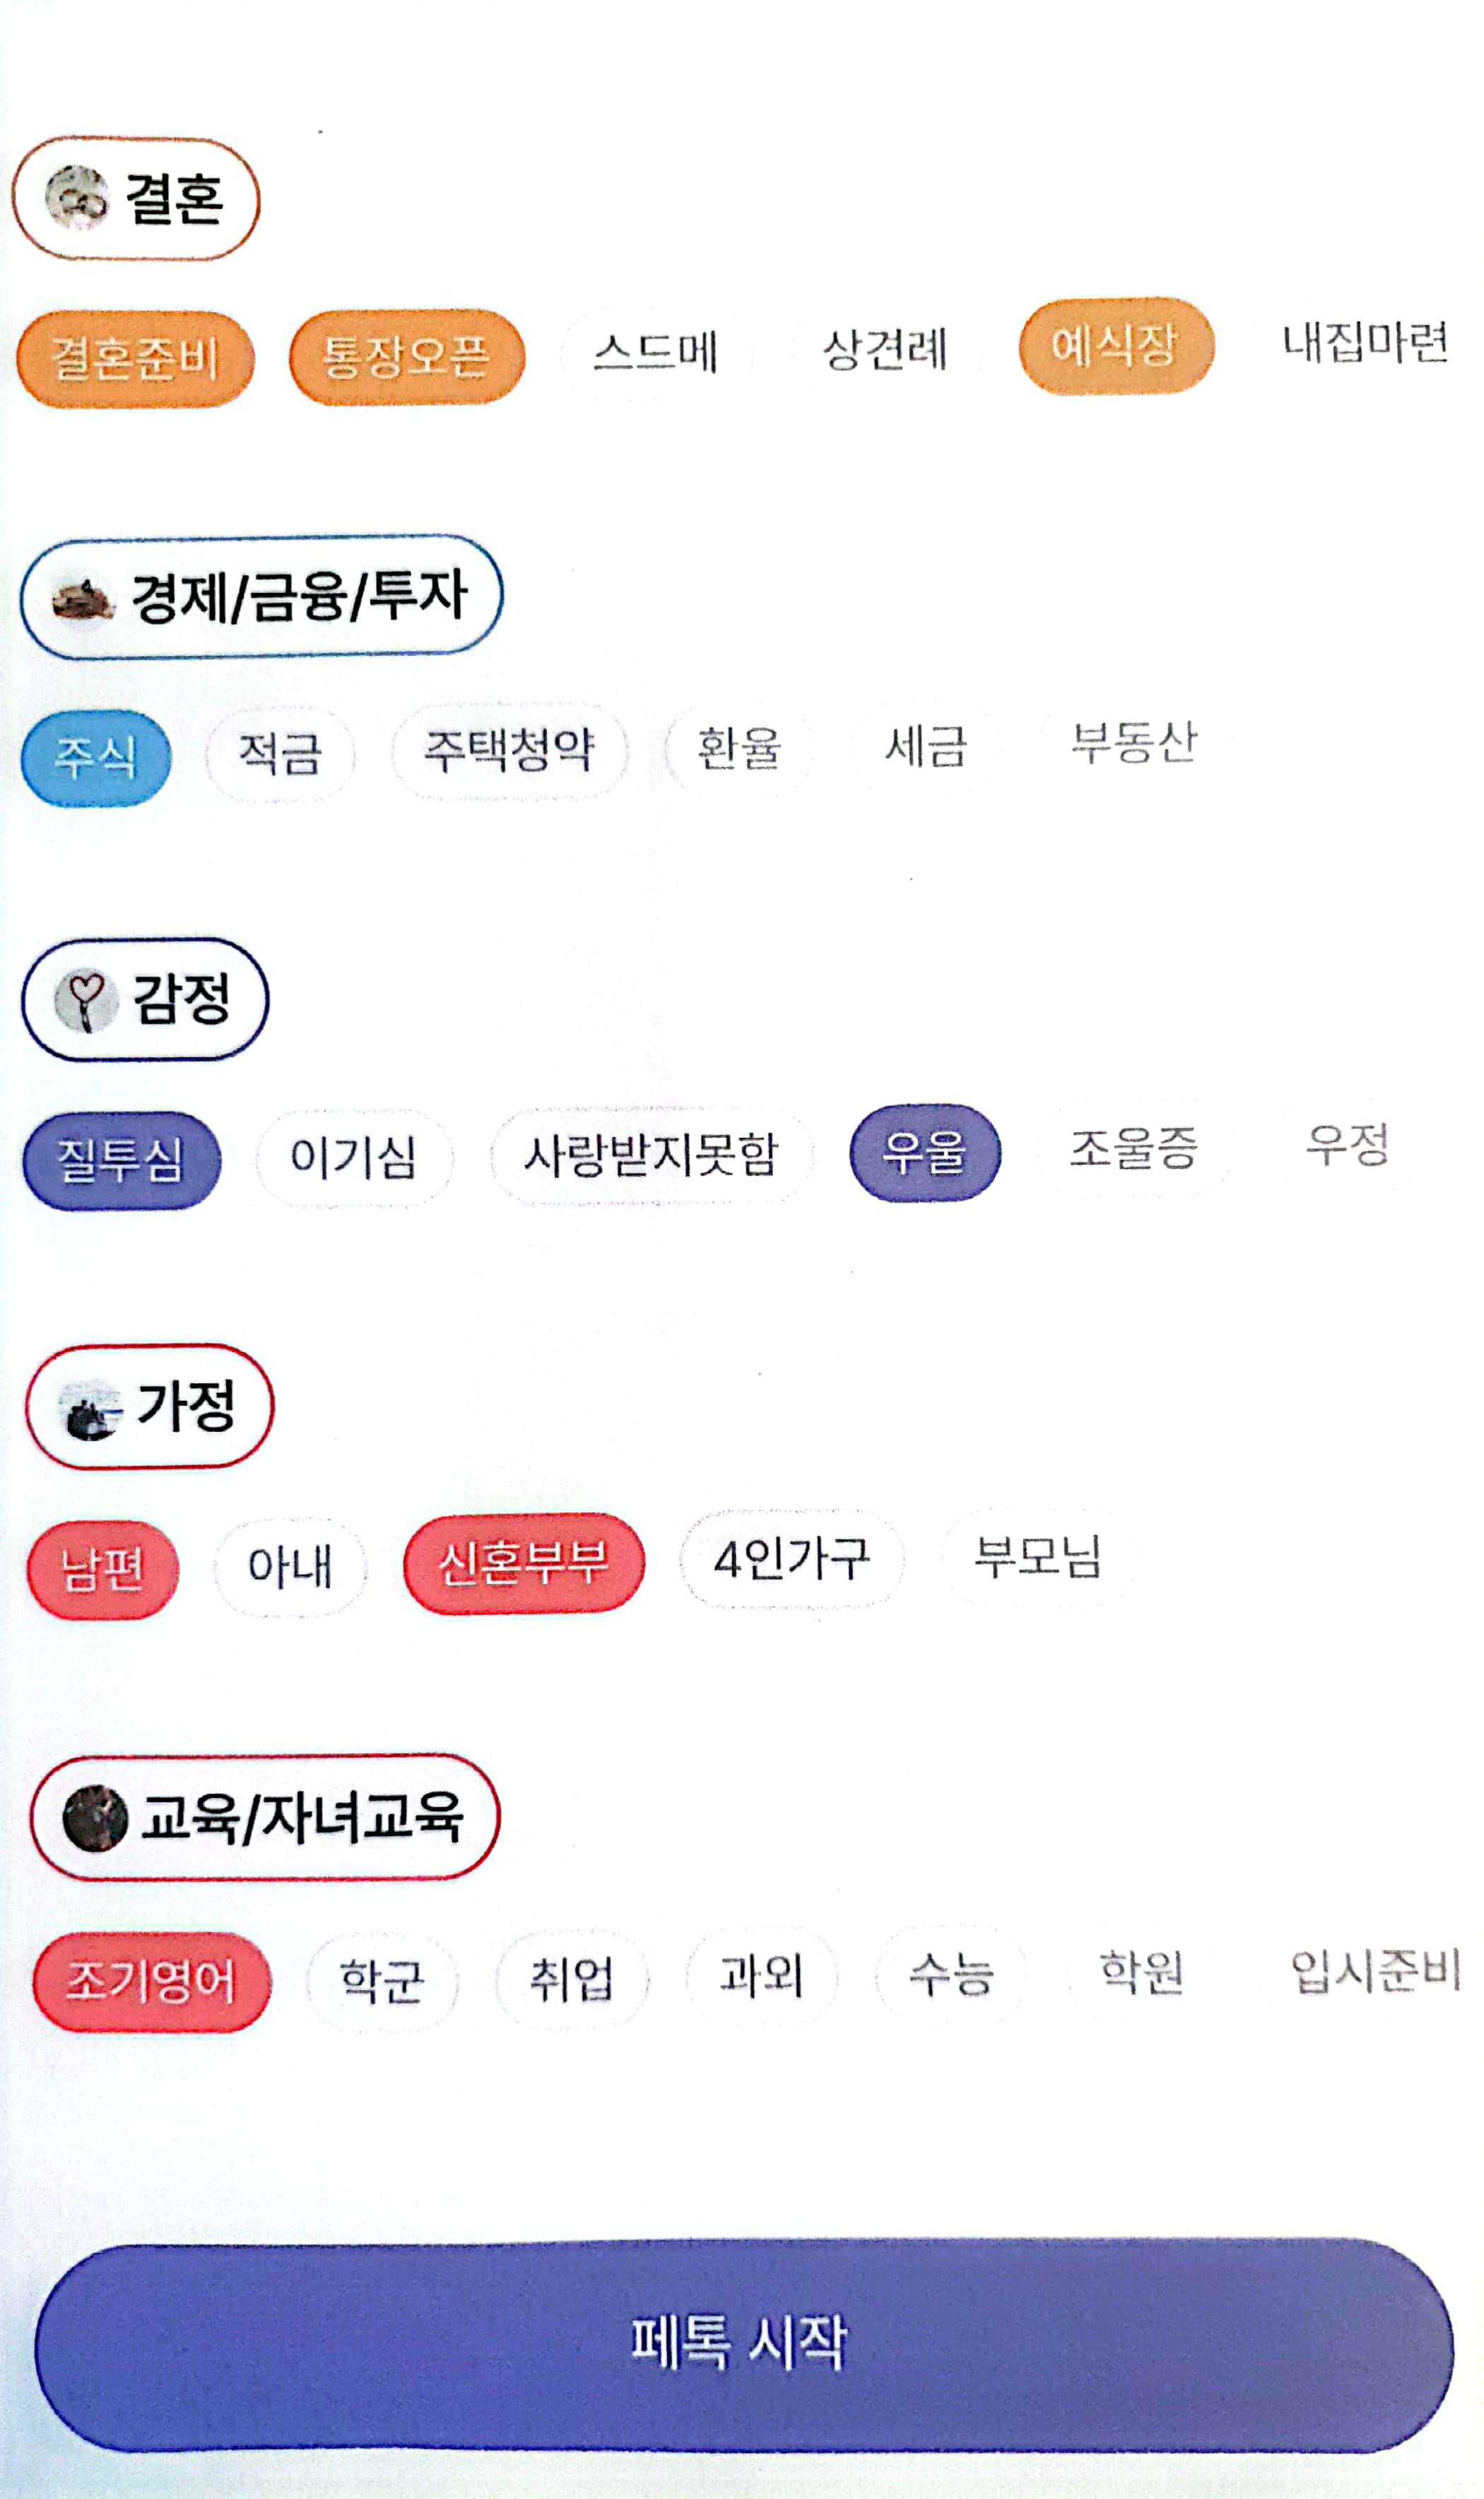 결혼
결혼준비 통장오픈 스드메 상견례 예식장 내집마련
경제/금융/투자
주식 적금 주택청약 환율 세금 부동산
감정
질투심 이기심 사랑받지못함 우울 조울증 우정
가정
남편 아내 신혼부부 4인가구 부모님
교육/자녀교육
조기영어 학군 취업 과외 수능 학원 입시준비
페톡 시작